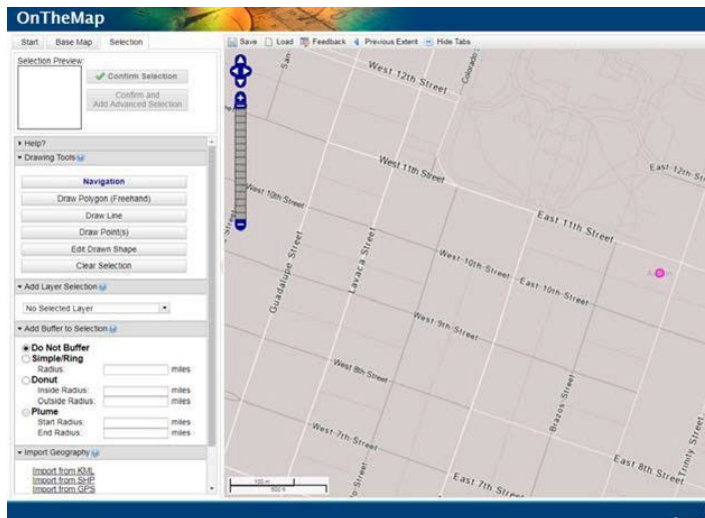 OnTheMap
Start Base Map Selection
Save Load Feedback Previous Extent Hide Tabs
Selection Preview:
Confirm Selection
Confirm and
Add Advanced Selection
Help?
Drawing Tools
Navigation
Draw Polygon (Freehand)
Draw Line
Draw Point(s)
Edit Drawn Shape
Clear Selection
Add Layer Selection
No Selected Layer
Add Buffer to Selection
Do Not Buffer
Simple/Ring
Radius: miles
Donut
Inside Radius: miles
Outside Radius: miles
Plume
Start Radius: miles
End Radius: miles
Import Geography
Import from KML
Import from SHP
Import from GPS
West 12th Street
Colorado
San
West 11th Street
East 12th St
West 10th Street
East 11th Street
Guadalupe Street
Lavaca Street
West 10th Street
East 10th Street
West 9th Street
West 8th Street
Brazos Street
West 7th Street
East 8th Street
Trinity Street
East 7th Street
100 m